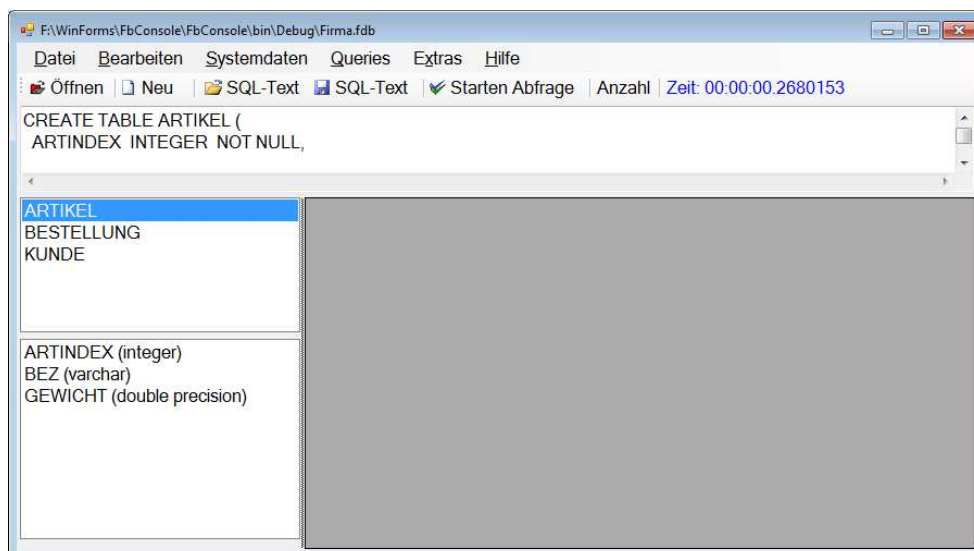 F:\WinForms\FbConsole\FbConsole\bin\Debug\Firma.fdb
Datei Bearbeiten Systemdaten Queries Extras Hilfe
Öffnen Neu SQL-Text SQL-Text Starten Abfrage Anzahl Zeit: 00:00:00.2680153
CREATE TABLE ARTIKEL (
ARTINDEX INTEGER NOT NULL,
ARTIKEL
BESTELLUNG
KUNDE
ARTINDEX (integer)
BEZ (varchar)
GEWICHT (double precision)